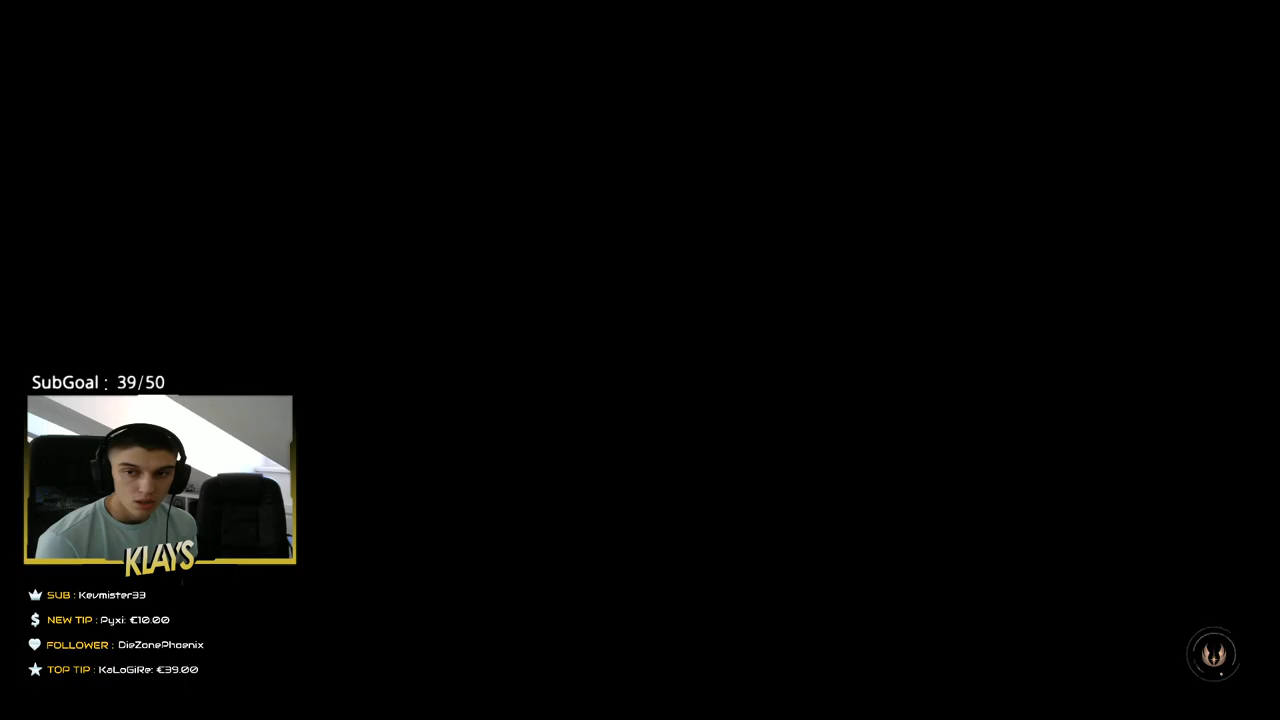 SubGoal : 39/50
KLAYS
SUB : Kevmister33
NEW TIP : Pyxi: €10.00
FOLLOWER : DieZonePhoenix
TOP TIP : KaLoGiRe: €39.00